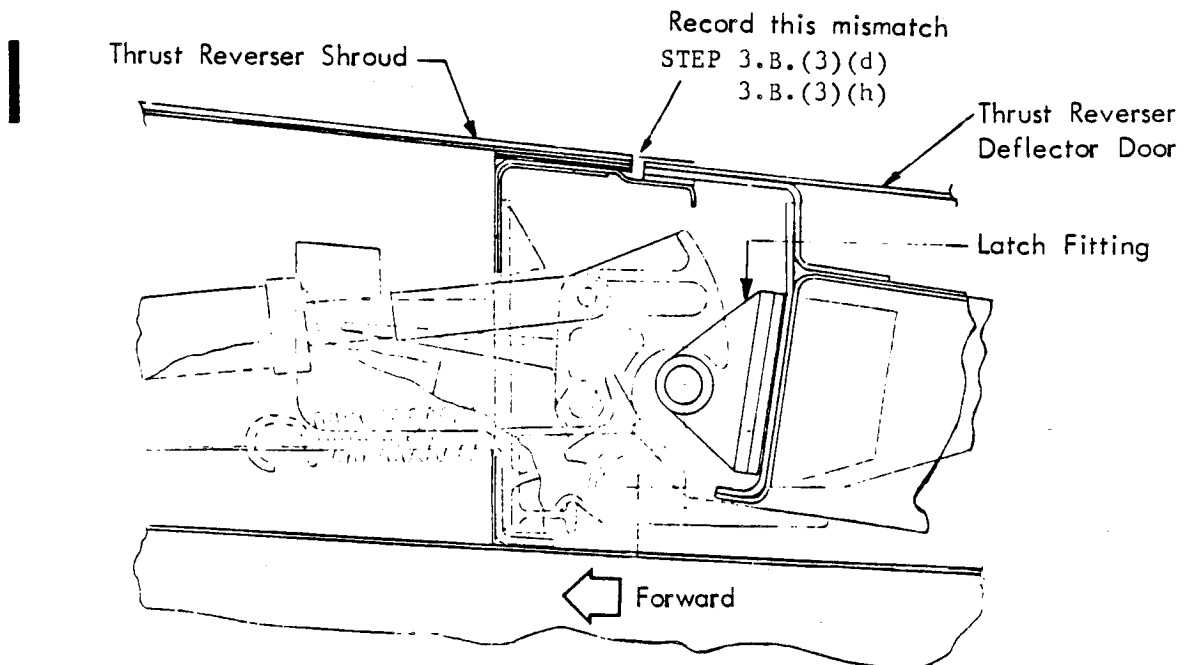 Record this mismatch
Thrust Reverser Shroud
STEP 3.B.(3)(d)
3.B.(3)(h)
Thrust Reverser
Deflector Door
Latch Fitting
Forward